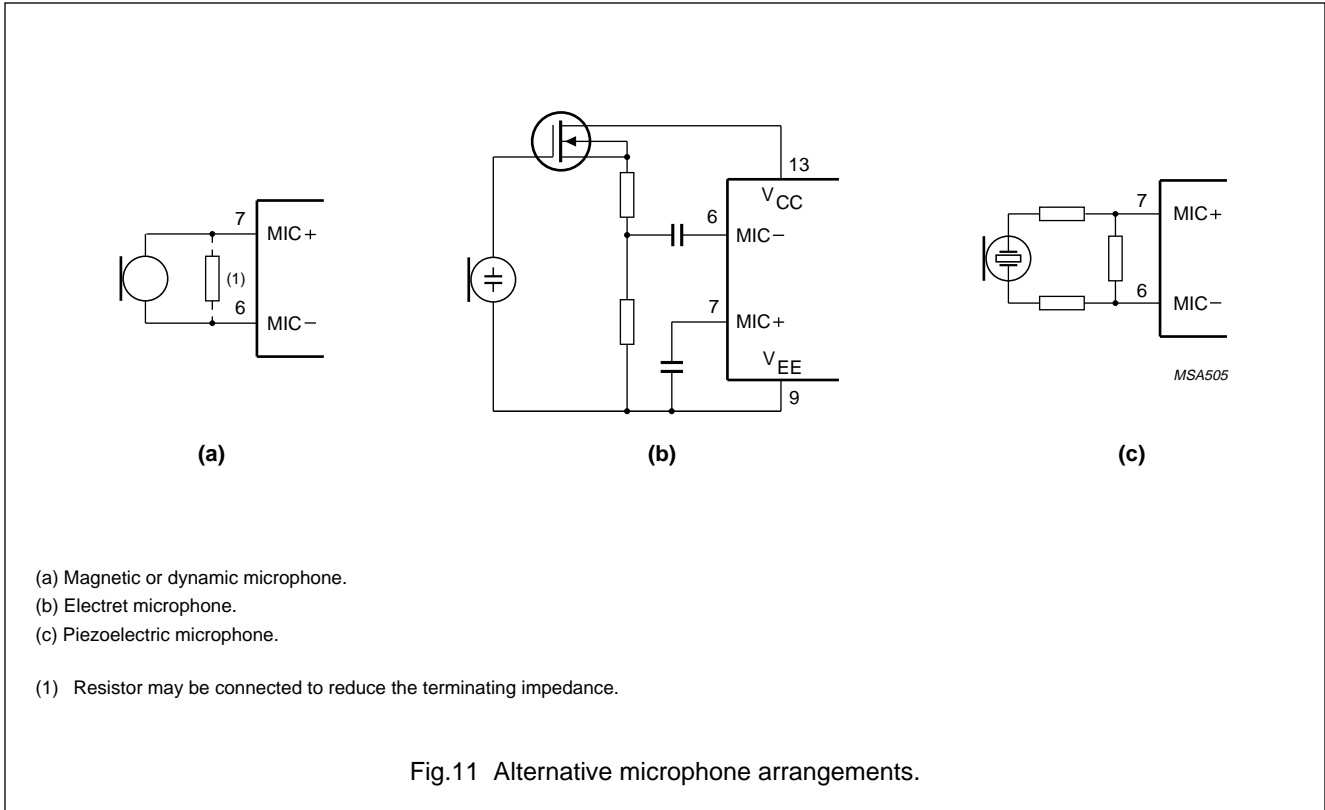 13
V CC
6
MIC−
7
MIC+
V EE
9
7
MIC+
(1)
6
MIC−
7
MIC+
6
MIC−
MSA505
(a)
(b)
(c)
(a) Magnetic or dynamic microphone.
(b) Electret microphone.
(c) Piezoelectric microphone.
(1) Resistor may be connected to reduce the terminating impedance.
Fig.11 Alternative microphone arrangements.